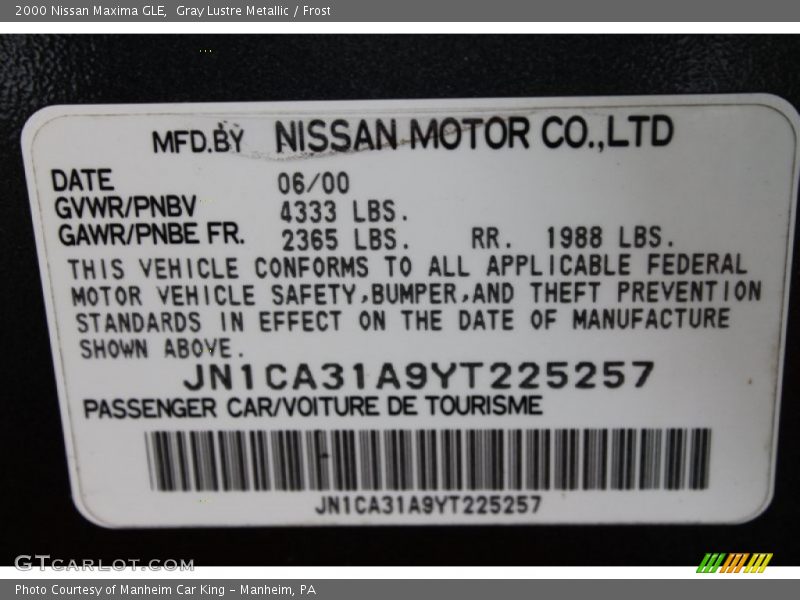 2000 Nissan Maxima GLE,  Gray Lustre Metallic / Frost
MFD.BY NISSAN MOTOR CO.,LTD
DATE 06/00
GVWR/PNBV 4333 LBS.
GAWR/PNBE FR. 2365 LBS. RR. 1988 LBS.
THIS VEHICLE CONFORMS TO ALL APPLICABLE FEDERAL
MOTOR VEHICLE SAFETY,BUMPER,AND THEFT PREVENTION
STANDARDS IN EFFECT ON THE DATE OF MANUFACTURE
SHOWN ABOVE.
JN1CA31A9YT225257
PASSENGER CAR/VOITURE DE TOURISME
JN1CA31A9YT225257
GTCarLot.com
Photo Courtesy of Manheim Car King - Manheim, PA